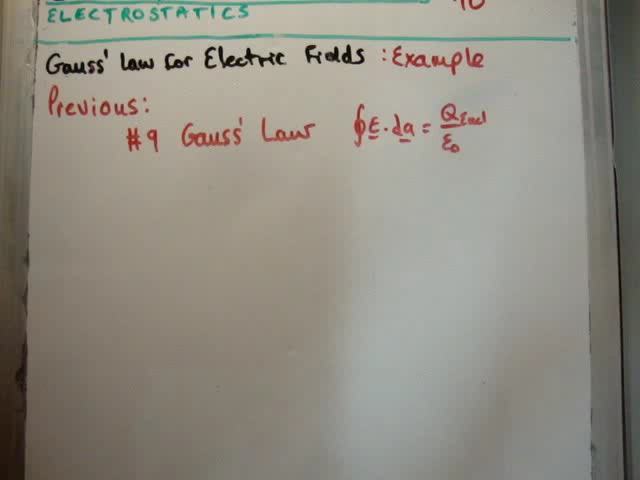 ELECTROSTATICS
Gauss' Law for Electric Fields : Example
Previous:
#9 Gauss' Law ∮E·da = Q_Encl/ε₀